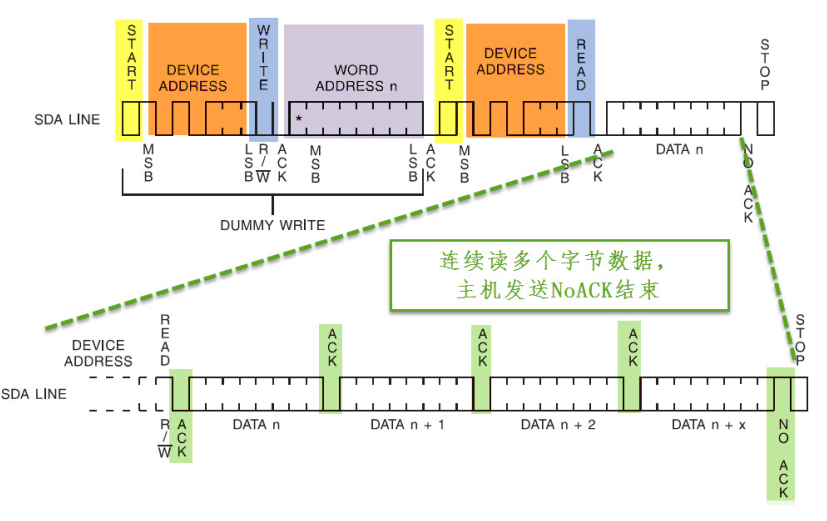 START
DEVICE
ADDRESS
WRITE
WORD
ADDRESS n
START
DEVICE
ADDRESS
READ
STOP
SDA LINE
*
MSB
LSB
R/W
ACK
MSB
LSB
ACK
MSB
LSB
ACK
DATA n
NO ACK
DUMMY WRITE
连续读多个字节数据，
主机发送NoACK结束
DEVICE
ADDRESS
READ
ACK
ACK
ACK
STOP
SDA LINE
R/W
ACK
DATA n
DATA n + 1
DATA n + 2
DATA n + x
NO ACK